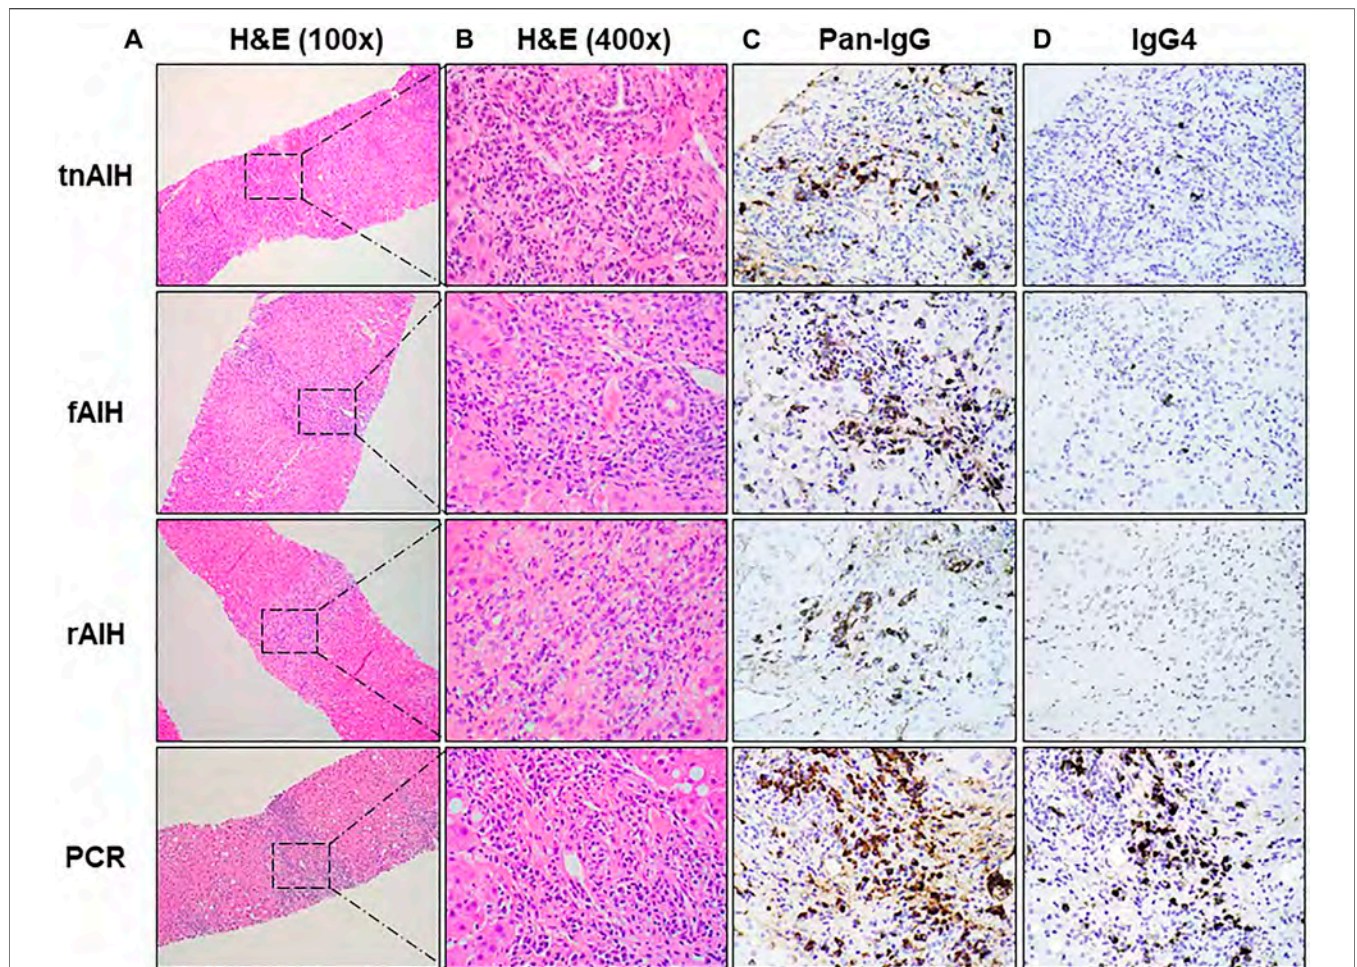 A H&E (100x) B H&E (400x) C Pan-IgG D IgG4
tnAIH
fAIH
rAIH
PCR